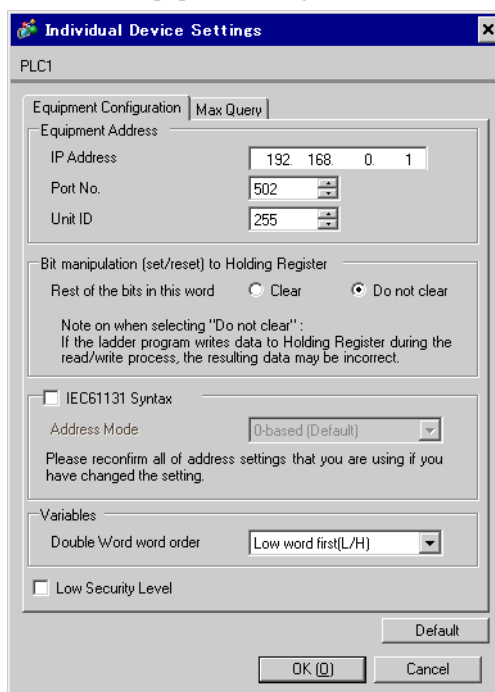 Individual Device Settings
PLC1
Equipment Configuration Max Query
Equipment Address
IP Address 192. 168. 0. 1
Port No. 502
Unit ID 255
Bit manipulation (set/reset) to Holding Register
Rest of the bits in this word Clear Do not clear
Note on when selecting "Do not clear" :
If the ladder program writes data to Holding Register during the
read/write process, the resulting data may be incorrect.
IEC61131 Syntax
Address Mode 0-based (Default)
Please reconfirm all of address settings that you are using if you
have changed the setting.
Variables
Double Word word order Low word first(L/H)
Low Security Level
Default
OK (O) Cancel